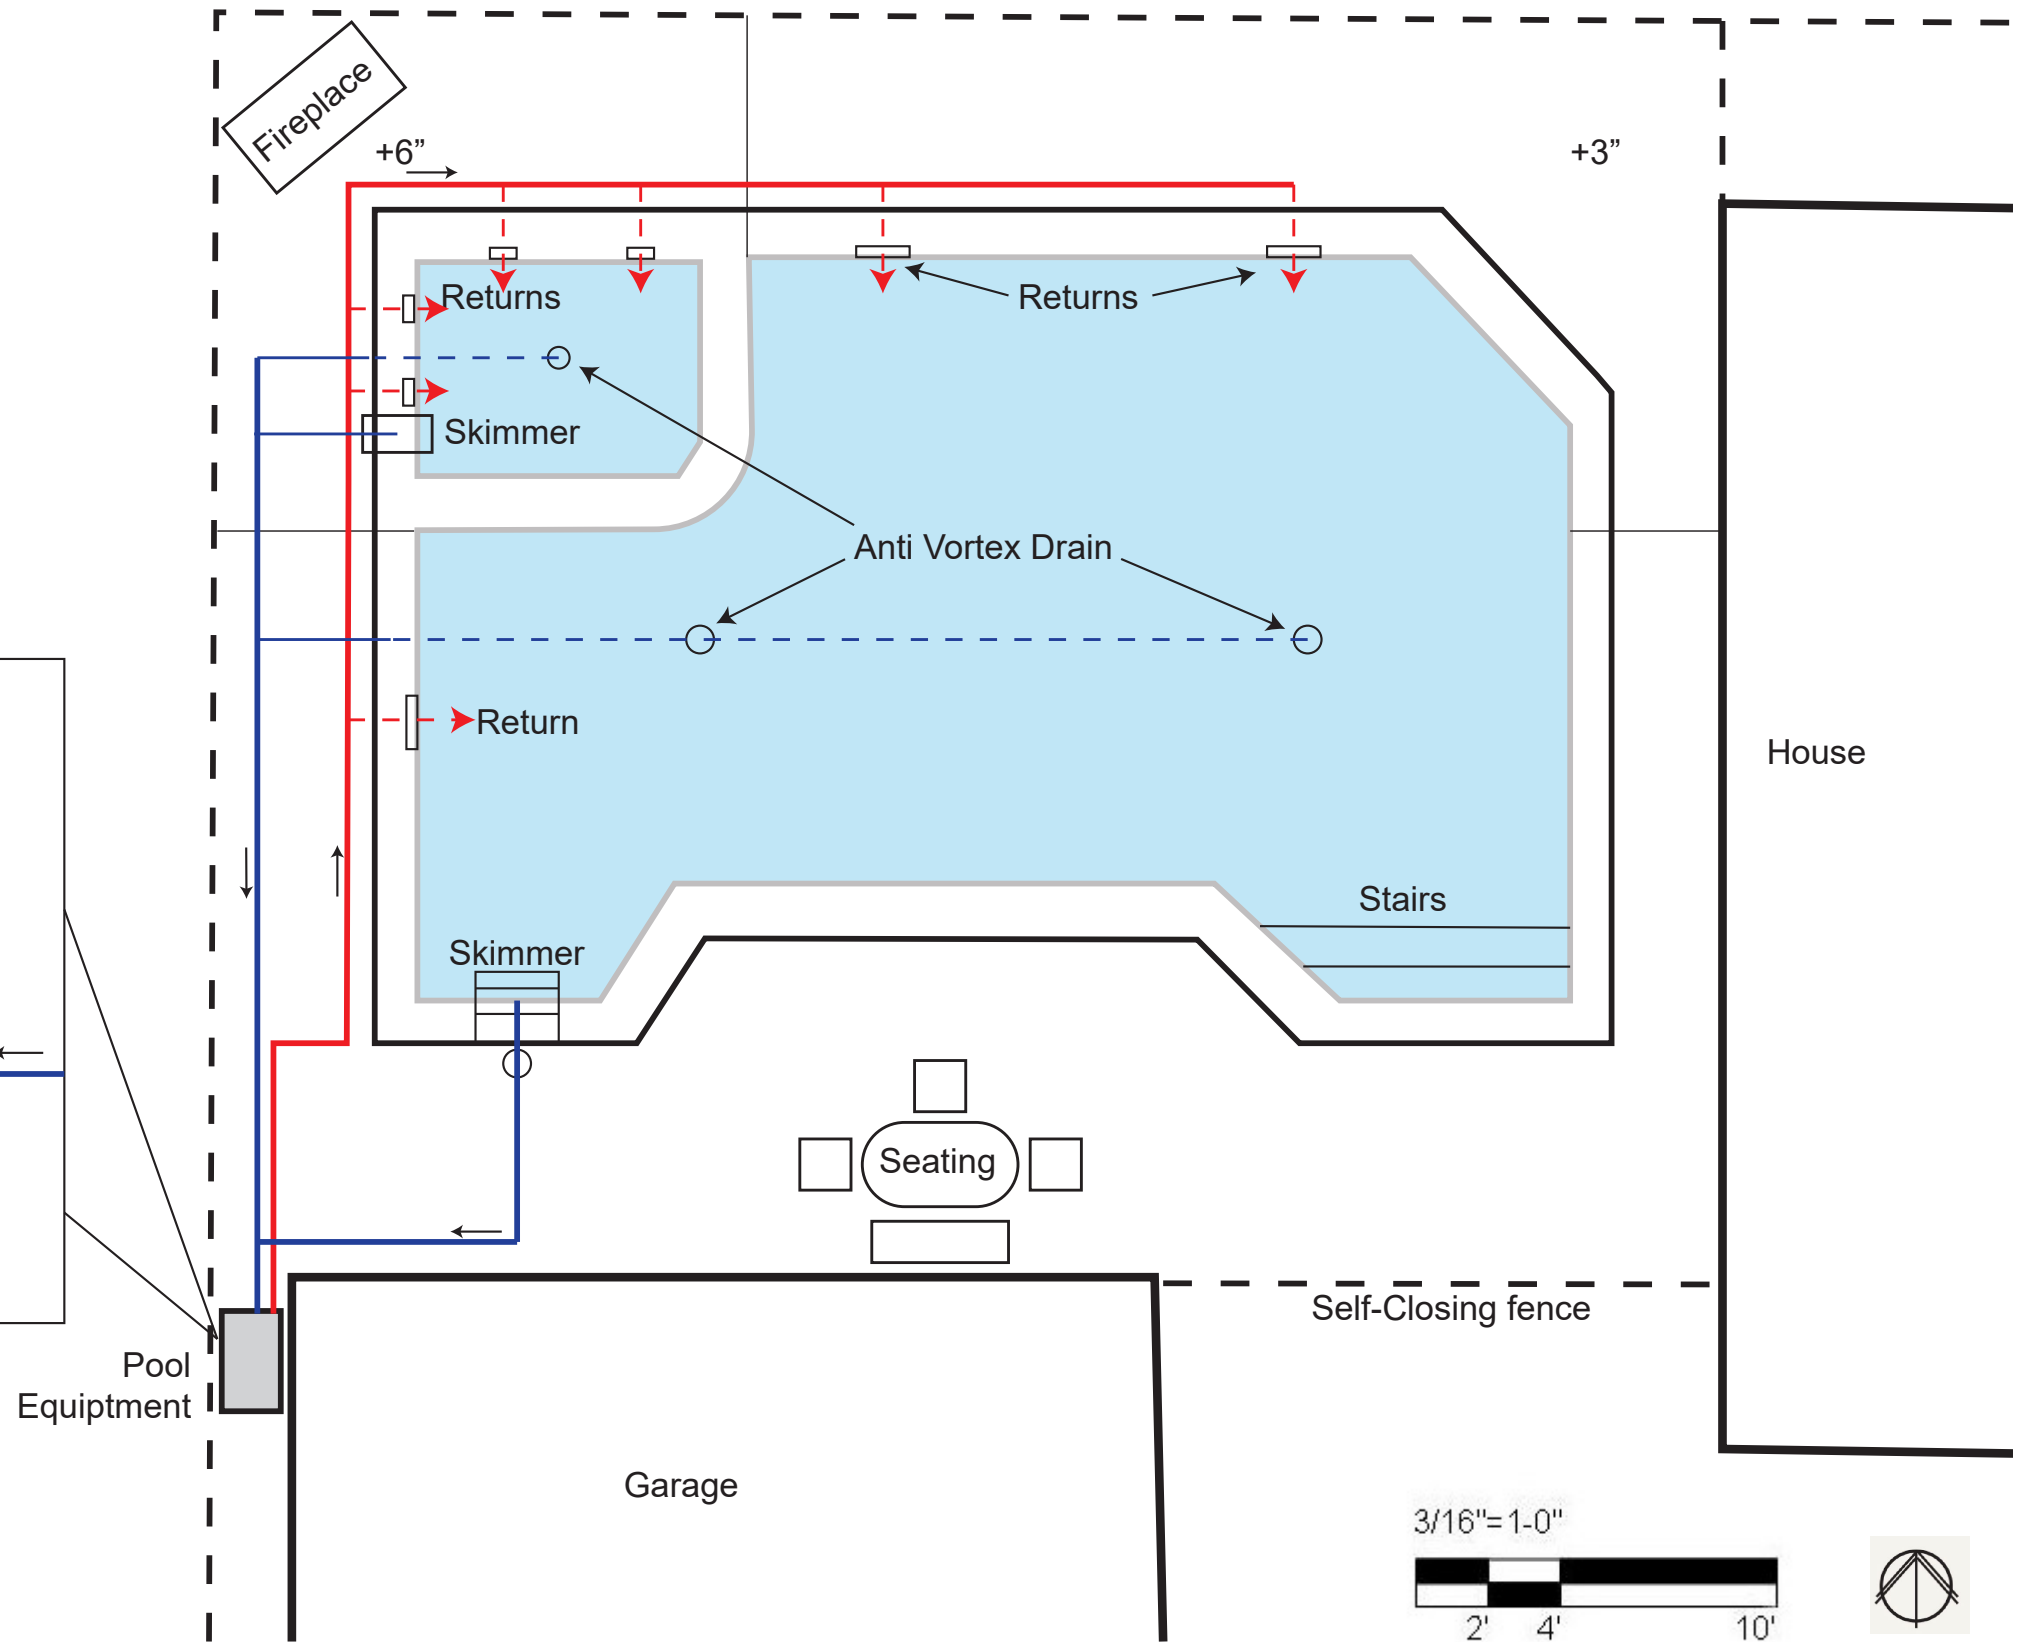 Fireplace
+6”
+3”
Returns
Returns
Skimmer
Anti Vortex Drain
Return
House
Stairs
Skimmer
Seating
Self-Closing fence
Pool
Equiptment
Garage
3/16"=1-0"
2' 4' 10'